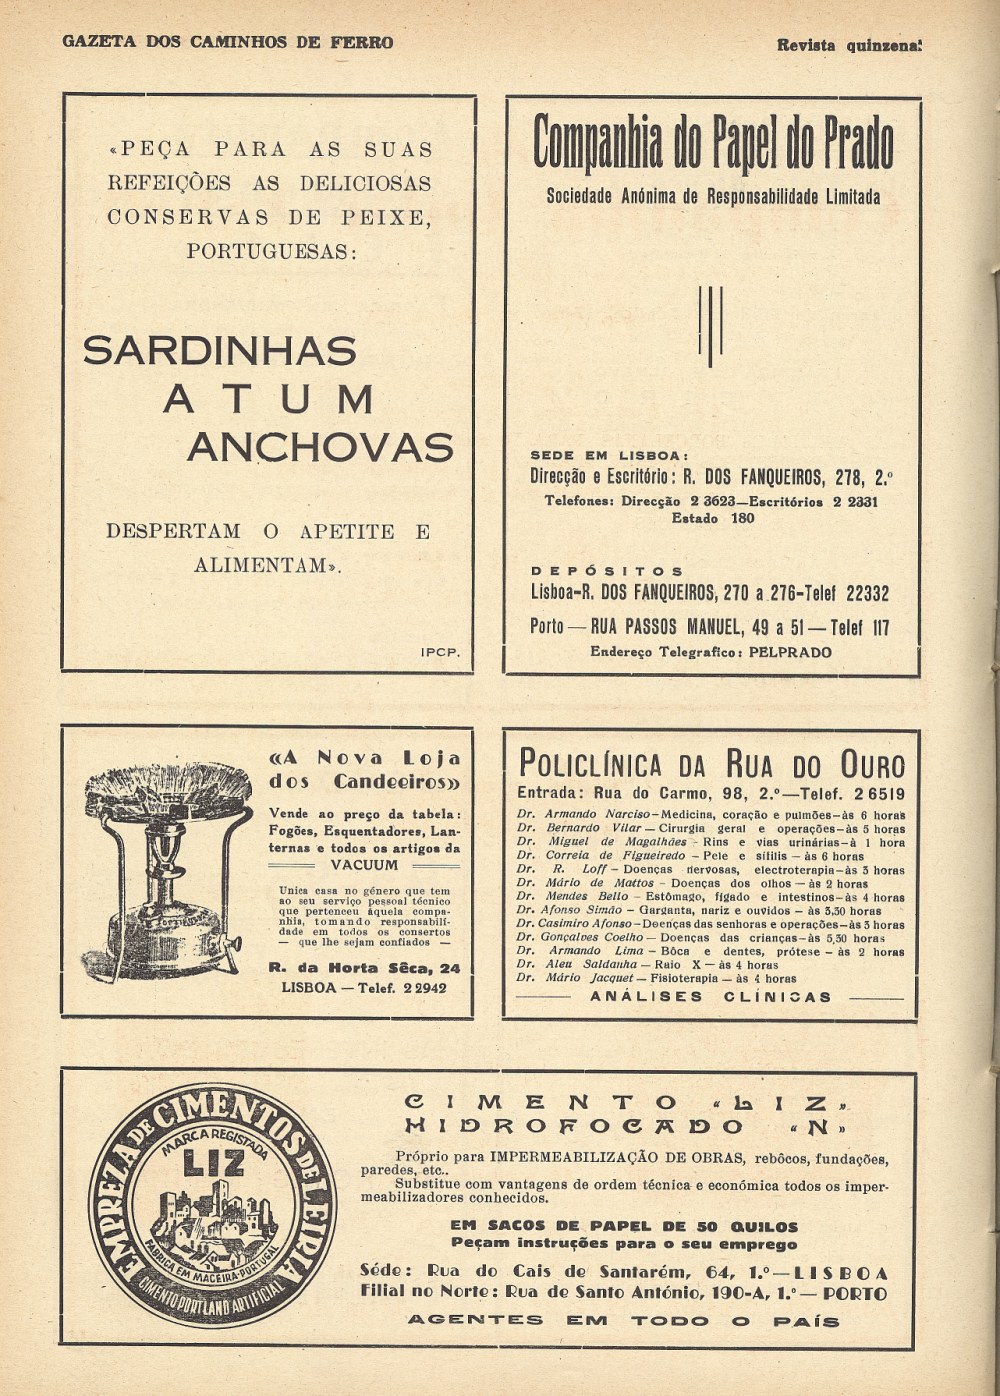 GAZETA DOS CAMINHOS DE FERRO
Revista quinzenal
«PEÇA PARA AS SUAS
REFEIÇÕES AS DELICIOSAS
CONSERVAS DE PEIXE,
PORTUGUESAS:
SARDINHAS
ATUM
ANCHOVAS
DESPERTAM O APETITE E
ALIMENTAM».
IPCP.
Companhia do Papel do Prado
Sociedade Anónima de Responsabilidade Limitada
SEDE EM LISBOA:
Direcção e Escritório: R. DOS FANQUEIROS, 278, 2.º
Telefones: Direcção 2 3623—Escritórios 2 2331
Estado 180
DEPÓSITOS
Lisboa-R. DOS FANQUEIROS, 270 a 276-Telef 22332
Porto — RUA PASSOS MANUEL, 49 a 51 — Telef 117
Endereço Telegrafico: PELPRADO
«A Nova Loja
dos Candeeiros»
Vende ao preço da tabela:
Fogões, Esquentadores, Lan-
ternas e todos os artigos da
VACUUM
Unica casa no género que tem
ao seu serviço pessoal técnico
que pertenceu àquela compa-
nhia, tomando responsabili-
dade em todos os consertos
— que lhe sejam confiados —
R. da Horta Sêca, 24
LISBOA — Telef. 2 2942
POLICLÍNICA DA RUA DO OURO
Entrada: Rua do Carmo, 98, 2.º—Telef. 2 6519
Dr. Armando Narciso—Medicina, coração e pulmões—às 6 horas
Dr. Bernardo Vilar — Cirurgia geral e operações—às 5 horas
Dr. Miguel de Magalhães - Rins e vias urinárias—à 1 hora
Dr. Correia de Figueiredo - Pele e sífilis — às 6 horas
Dr. R. Loff—Doenças nervosas, electroterapia—às 3 horas
Dr. Mário de Mattos - Doenças dos olhos — às 2 horas
Dr. Mendes Bello — Estômago, fígado e intestinos—às 4 horas
Dr. Afonso Simão — Garganta, nariz e ouvidos — às 3,30 horas
Dr. Casimiro Afonso—Doenças das senhoras e operações—às 3 horas
Dr. Gonçalves Coelho — Doenças das crianças—às 5,30 horas
Dr. Armando Lima — Bôca e dentes, prótese — às 2 horas
Dr. Aleu Saldanha — Raio X — às 4 horas
Dr. Mário Jacquet — Fisioterapia — às 4 horas
ANÁLISES CLÍNICAS
EMPREZA DE CIMENTOS DE LEIRIA
MARCA REGISTADA
LIZ
FABRICA EM MACEIRA-PORTUGAL
CIMENTO PORTLAND ARTIFICIAL
CIMENTO «LIZ»
HIDROFOCADO «N»
Próprio para IMPERMEABILIZAÇÃO DE OBRAS, rebôcos, fundações,
paredes, etc..
Substitue com vantagens de ordem técnica e económica todos os imper-
meabilizadores conhecidos.
EM SACOS DE PAPEL DE 50 QUILOS
Peçam instruções para o seu emprego
Séde: Rua do Cais de Santarém, 64, 1.º—LISBOA
Filial no Norte: Rua de Santo António, 190-A, 1.º— PORTO
AGENTES EM TODO O PAÍS